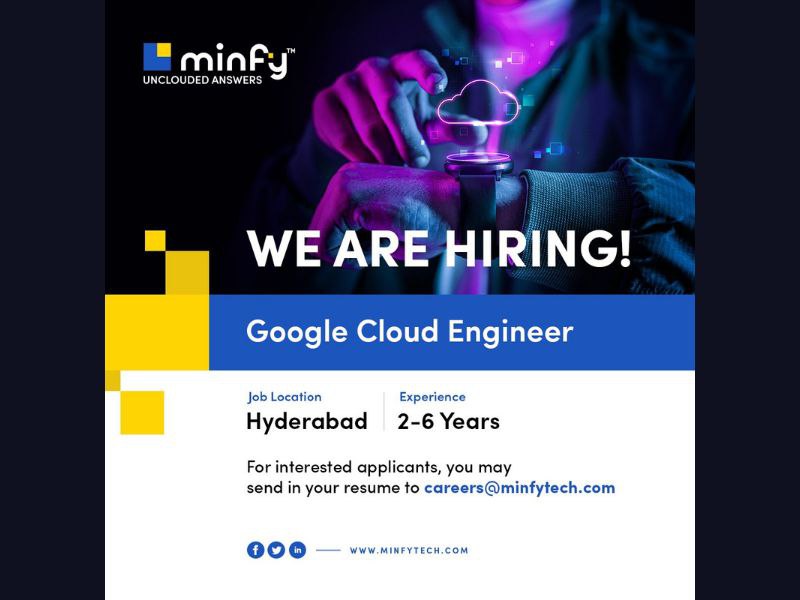 minfy™
UNCLOUDED ANSWERS
WE ARE HIRING!
Google Cloud Engineer
Job Location
Hyderabad
Experience
2-6 Years
For interested applicants, you may
send in your resume to careers@minfytech.com
WWW.MINFYTECH.COM